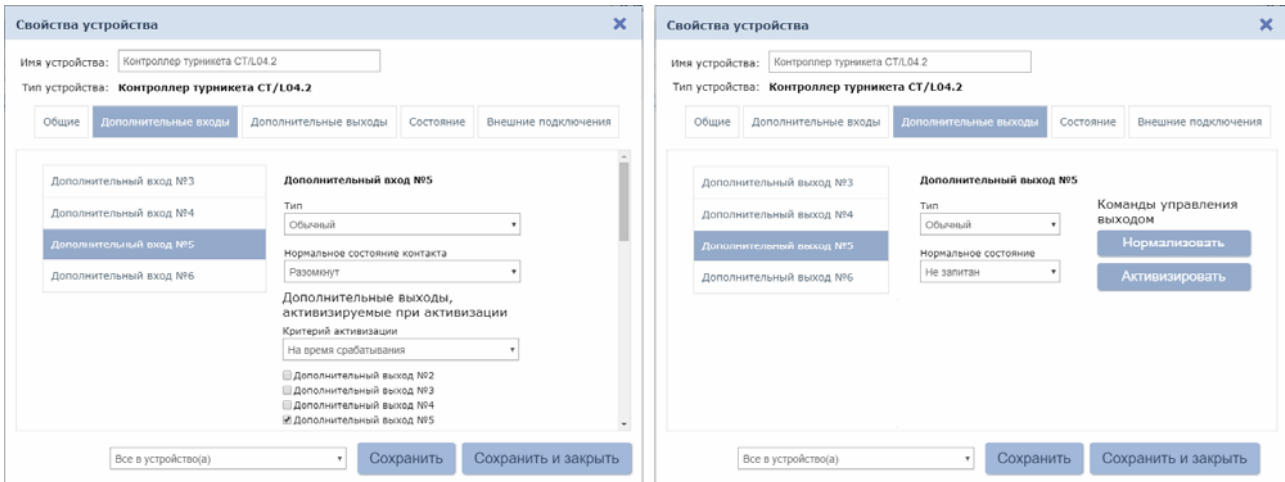 Свойства устройства
Имя устройства: Контроллер турникета CT/L04.2
Тип устройства: Контроллер турникета CT/L04.2
Общие Дополнительные входы Дополнительные выходы Состояние Внешние подключения
Дополнительный вход №3
Дополнительный вход №4
Дополнительный вход №5
Дополнительный вход №6
Дополнительный вход №5
Тип
Обычный
Нормальное состояние контакта
Разомкнут
Дополнительные выходы,
активизируемые при активизации
Критерий активизации
На время срабатывания
Дополнительный выход №2
Дополнительный выход №3
Дополнительный выход №4
Дополнительный выход №5
Все в устройство(а) Сохранить Сохранить и закрыть
Свойства устройства
Имя устройства: Контроллер турникета CT/L04.2
Тип устройства: Контроллер турникета CT/L04.2
Общие Дополнительные входы Дополнительные выходы Состояние Внешние подключения
Дополнительный выход №3
Дополнительный выход №4
Дополнительный выход №5
Дополнительный выход №6
Дополнительный выход №5
Тип
Обычный
Нормальное состояние
Не запитан
Команды управления
выходом
Нормализовать
Активизировать
Все в устройство(а) Сохранить Сохранить и закрыть